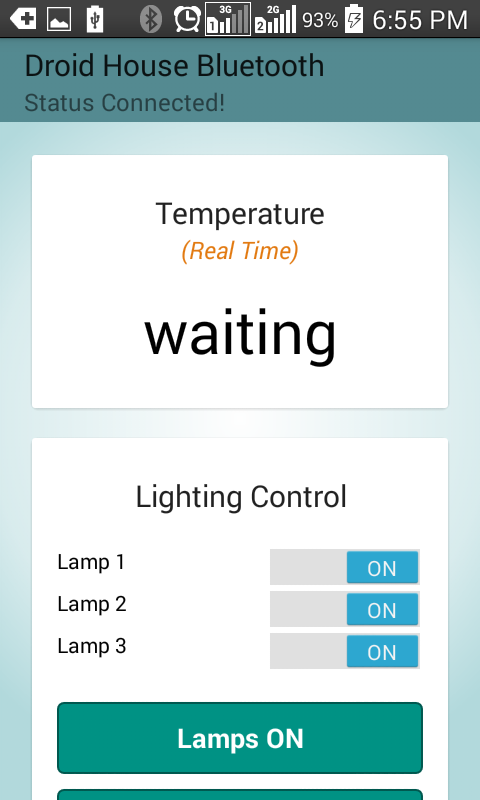 3G 2G 93% 6:55 PM
1 2
Droid House Bluetooth
Status Connected!
Temperature
(Real Time)
waiting
Lighting Control
Lamp 1 ON
Lamp 2 ON
Lamp 3 ON
Lamps ON